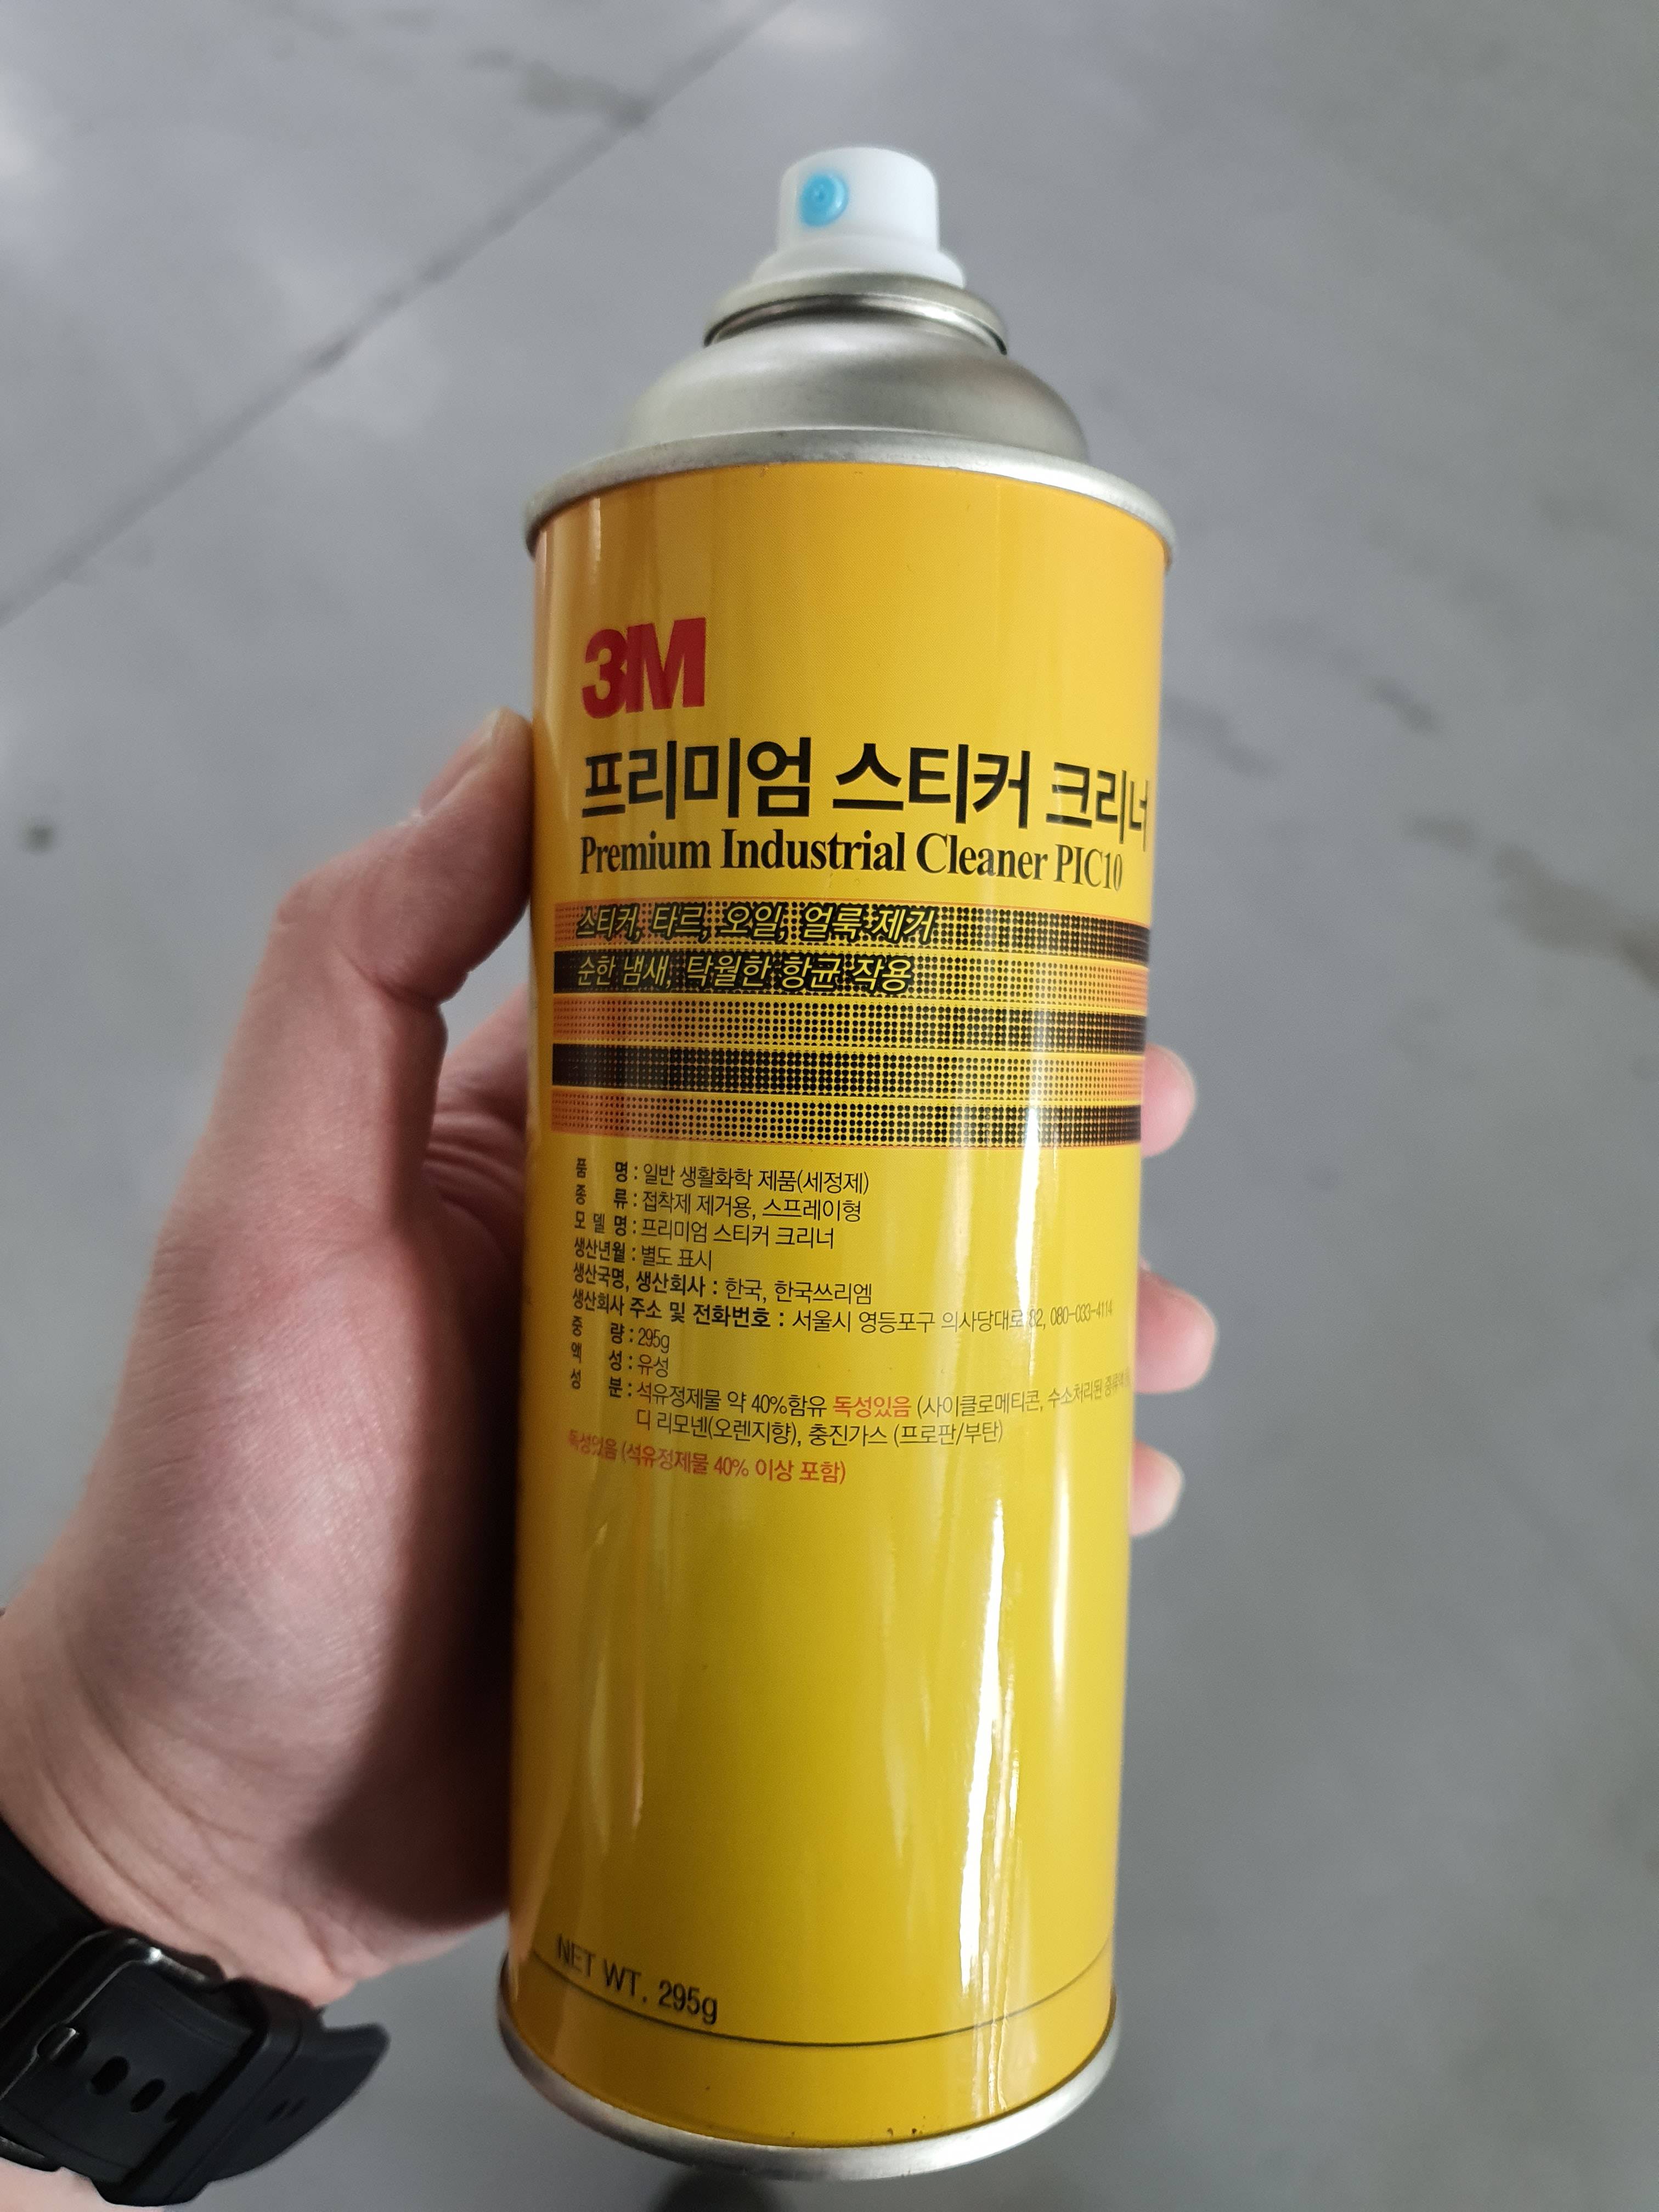 3M
프리미엄 스티커 크리너
Premium Industrial Cleaner PIC10
스티커, 타르, 오일, 얼룩 제거
순한 냄새, 탁월한 항균 작용
품 명 : 일반 생활화학 제품(세정제)
종 류 : 접착제 제거용, 스프레이형
모 델 명 : 프리미엄 스티커 크리너
생산년월 : 별도 표시
생산국명, 생산회사 : 한국, 한국쓰리엠
생산회사 주소 및 전화번호 : 서울시 영등포구 의사당대로 82, 080-033-4114
중 량 : 295g
액 성 : 유성
성 분 : 석유정제물 약 40%함유 독성있음 (사이클로메티콘, 수소처리된
디 리모넨(오렌지향), 충진가스 (프로판/부탄)
독성있음 (석유정제물 40% 이상 포함)
NET WT. 295g